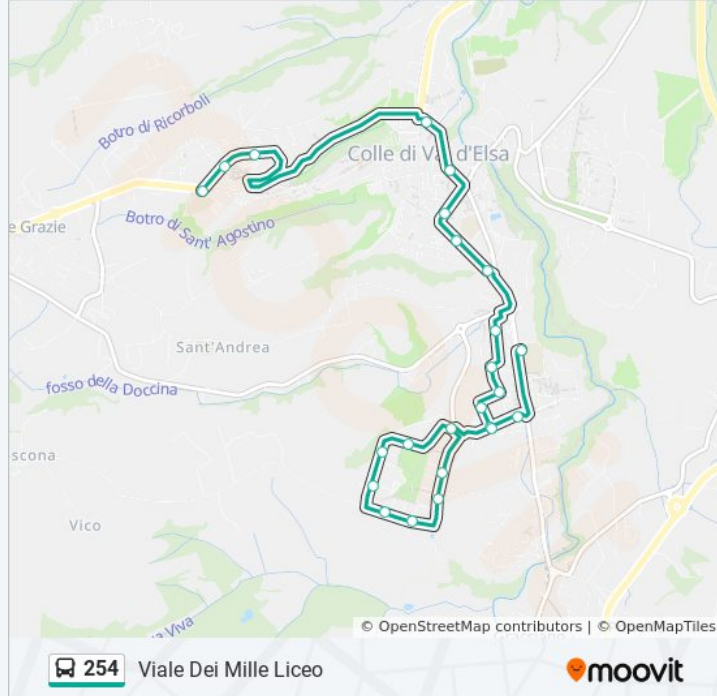 Botro di Ricorboli
Colle di Val d'Elsa
Botro di Sant' Agostino
e Grazie
Sant'Andrea
fosso della Doccina
scona
Vico
a Viva
© OpenStreetMap contributors | © OpenMapTiles
254 Viale Dei Mille Liceo
moovit